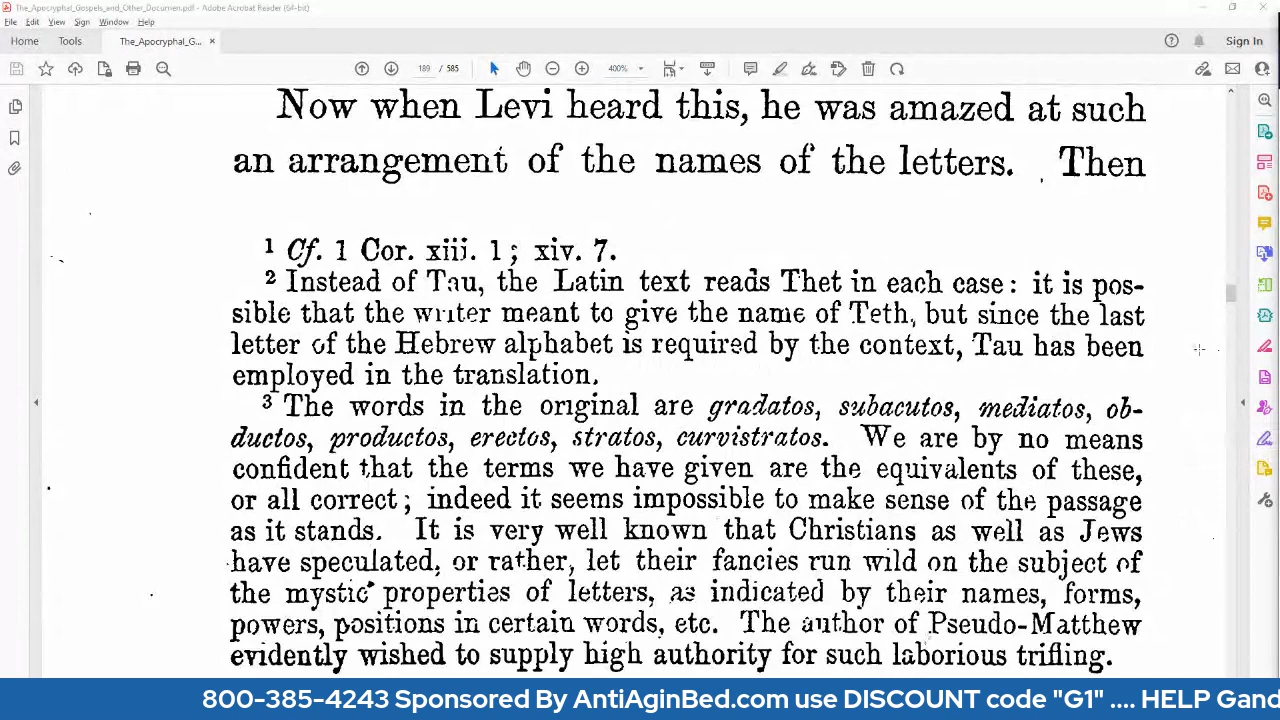 The_Apocryphal_Gospels_and_Other_Documen.pdf - Adobe Acrobat Reader (64-bit)
File Edit View Sign Window Help
Home Tools The_Apocryphal_G... × Sign In
189 / 585 400%
Now when Levi heard this, he was amazed at such
an arrangement of the names of the letters. Then
¹ Cf. 1 Cor. xiii. 1; xiv. 7.
² Instead of Tau, the Latin text reads Thet in each case: it is pos-
sible that the writer meant to give the name of Teth, but since the last
letter of the Hebrew alphabet is required by the context, Tau has been
employed in the translation.
³ The words in the original are gradatos, subacutos, mediatos, ob-
ductos, productos, erectos, stratos, curvistratos. We are by no means
confident that the terms we have given are the equivalents of these,
or all correct; indeed it seems impossible to make sense of the passage
as it stands. It is very well known that Christians as well as Jews
have speculated, or rather, let their fancies run wild on the subject of
the mystic properties of letters, as indicated by their names, forms,
powers, positions in certain words, etc. The author of Pseudo-Matthew
evidently wished to supply high authority for such laborious trifling.
800-385-4243 Sponsored By AntiAginBed.com use DISCOUNT code "G1" .... HELP Gand